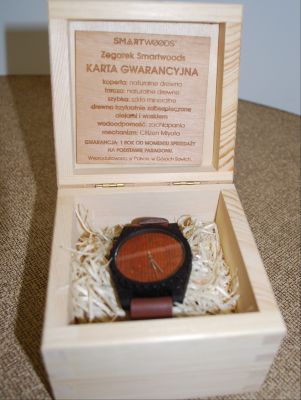 SMARTWOODS
Zegarek Smartwoods
KARTA GWARANCYJNA
koperta: naturalne drewno
tarcza: naturalne drewno
szybka: szkło mineralne
drewno trzykrotnie zabezpieczone
olejami i woskiem
wodoodporność: zachlapania
mechanizm: Citizen Miyota
GWARANCJA: 1 ROK OD MOMENTU SPRZEDAŻY
NA PODSTAWIE PARAGONU.
Wyprodukowano w Polsce, w Górach Sowich.